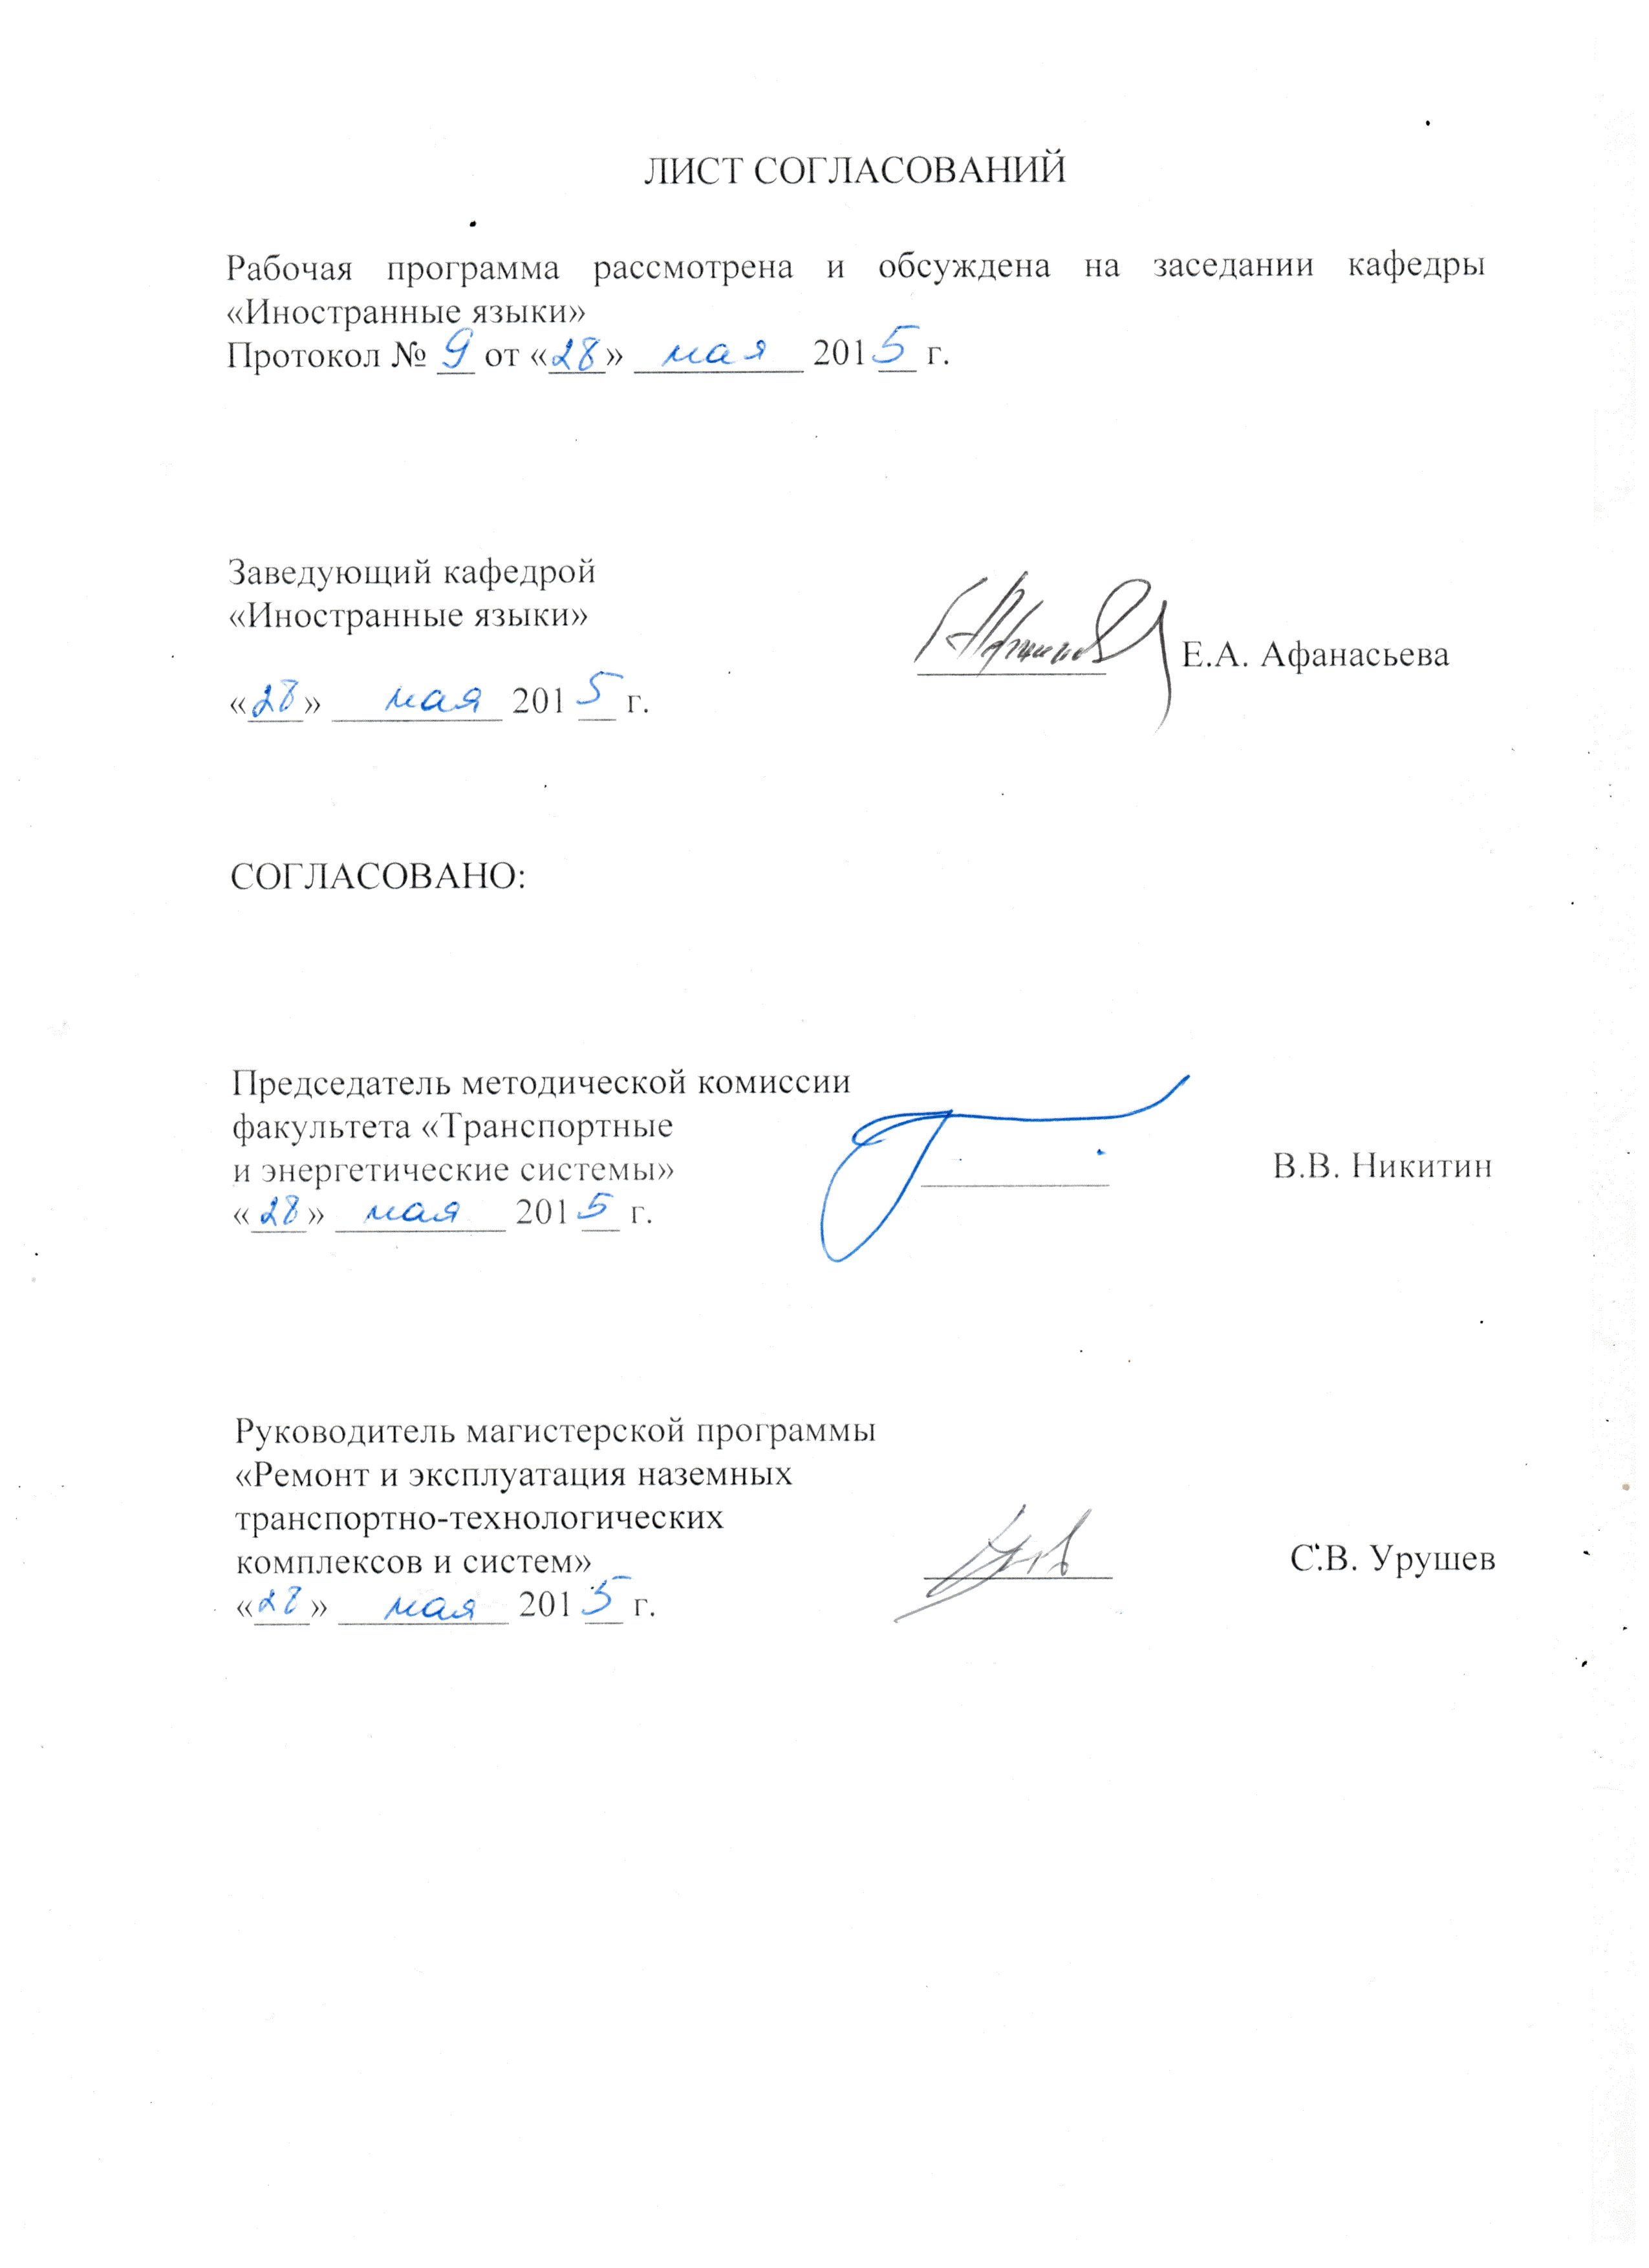 ЛИСТ СОГЛАСОВАНИЙ
Рабочая программа рассмотрена и обсуждена на заседании кафедры
«Иностранные языки»
Протокол № 9 от «28» мая 2015 г.
Заведующий кафедрой
«Иностранные языки»
Е.А. Афанасьева
«28» мая 2015 г.
СОГЛАСОВАНО:
Председатель методической комиссии
факультета «Транспортные
и энергетические системы» В.В. Никитин
«28» мая 2015 г.
Руководитель магистерской программы
«Ремонт и эксплуатация наземных
транспортно-технологических
комплексов и систем» С.В. Урушев
«28» мая 2015 г.